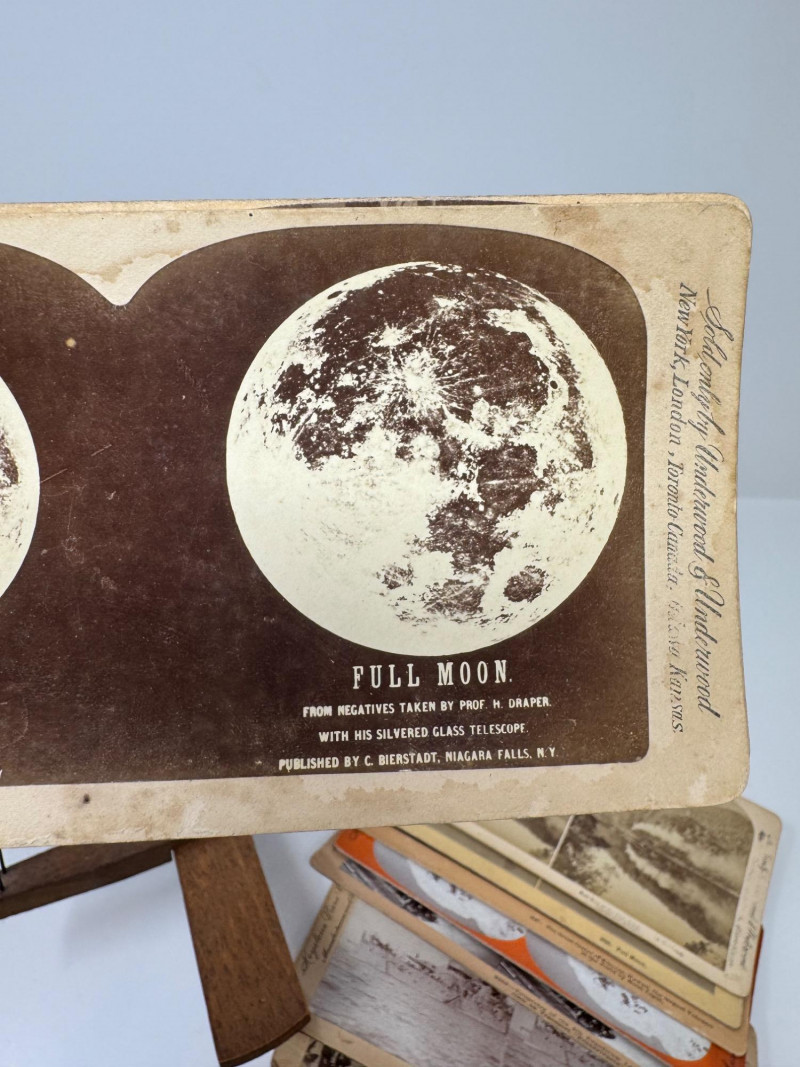 FULL MOON.
FROM NEGATIVES TAKEN BY PROF. H. DRAPER.
WITH HIS SILVERED GLASS TELESCOPE.
PUBLISHED BY C. BIERSTADT, NIAGARA FALLS, N.Y.
Sold only by Underwood & Underwood
New York, London, Toronto Canada, Kansas.